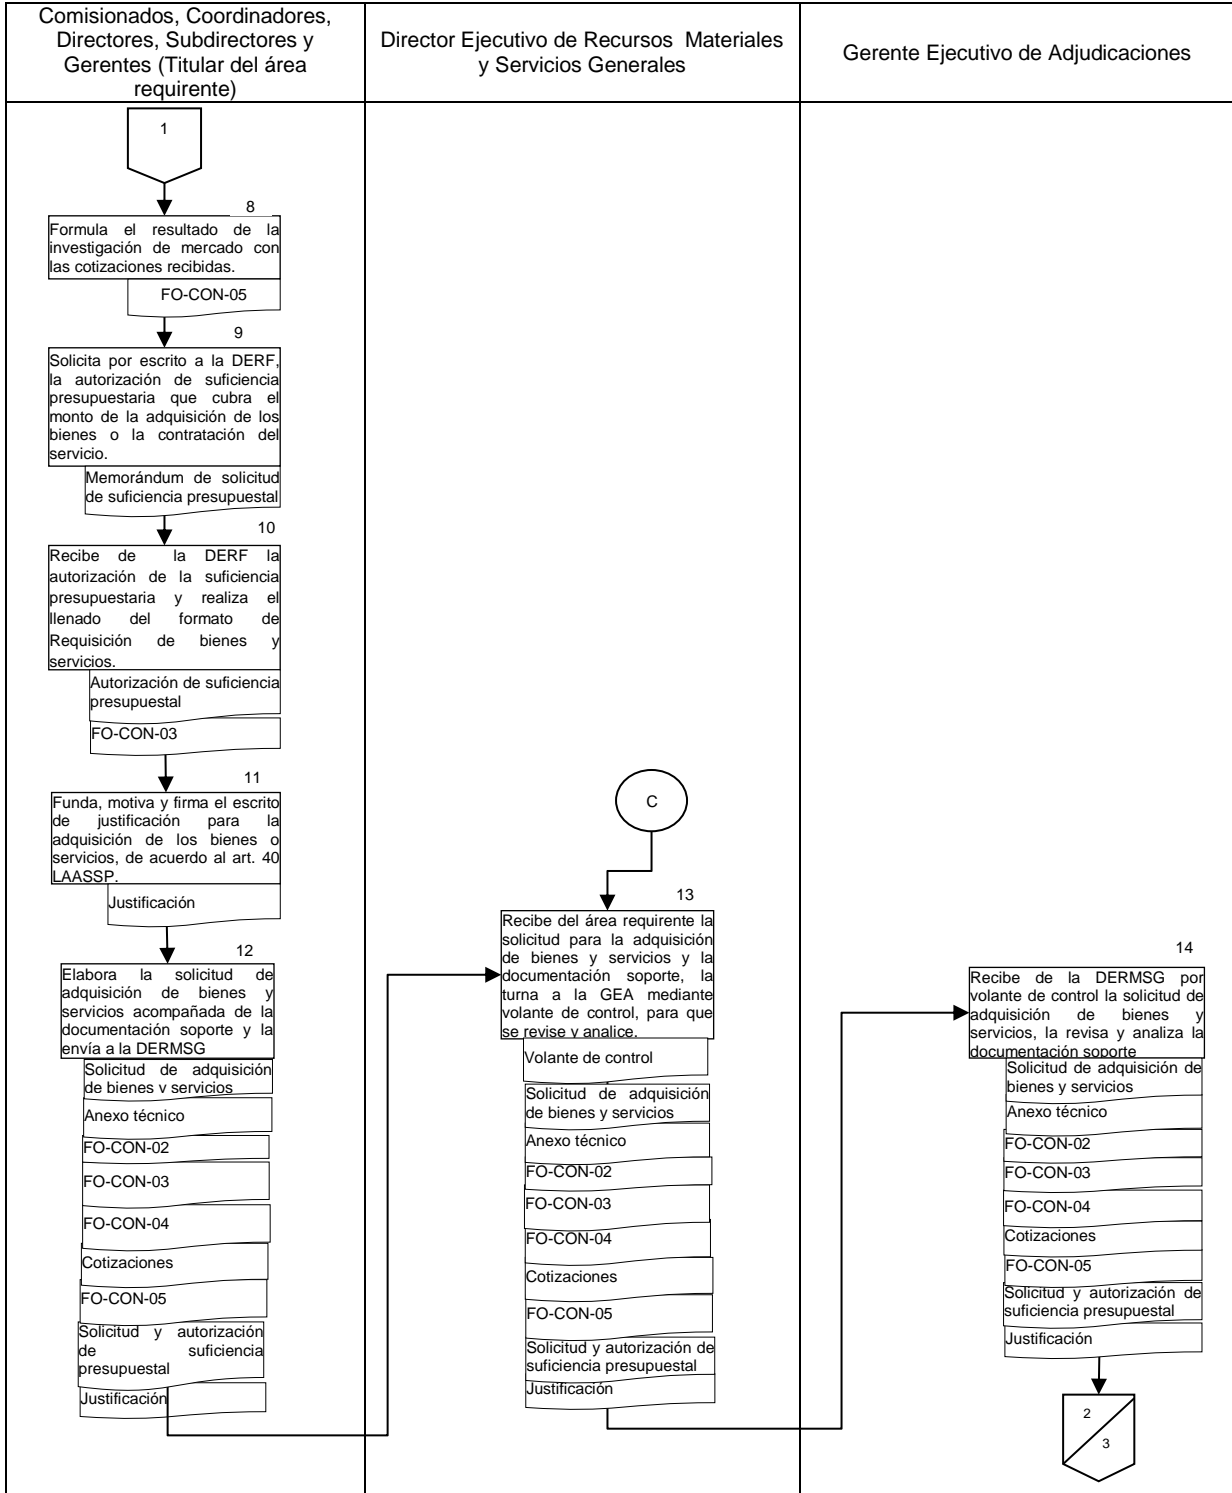 Comisionados, Coordinadores,
Directores, Subdirectores y
Gerentes (Titular del área
requirente)
Director Ejecutivo de Recursos Materiales
y Servicios Generales
Gerente Ejecutivo de Adjudicaciones
1
8
Formula el resultado de la
investigación de mercado con
las cotizaciones recibidas.
FO-CON-05
9
Solicita por escrito a la DERF,
la autorización de suficiencia
presupuestaria que cubra el
monto de la adquisición de los
bienes o la contratación del
servicio.
Memorándum de solicitud
de suficiencia presupuestal
10
Recibe de la DERF la
autorización de la suficiencia
presupuestaria y realiza el
llenado del formato de
Requisición de bienes y
servicios.
Autorización de suficiencia
presupuestal
FO-CON-03
11
Funda, motiva y firma el escrito
de justificación para la
adquisición de los bienes o
servicios, de acuerdo al art. 40
LAASSP.
Justificación
12
Elabora la solicitud de
adquisición de bienes y
servicios acompañada de la
documentación soporte y la
envía a la DERMSG
Solicitud de adquisición
de bienes y servicios
Anexo técnico
FO-CON-02
FO-CON-03
FO-CON-04
Cotizaciones
FO-CON-05
Solicitud y autorización
de suficiencia
presupuestal
Justificación
C
13
Recibe del área requirente la
solicitud para la adquisición
de bienes y servicios y la
documentación soporte, la
turna a la GEA mediante
volante de control, para que
se revise y analice.
Volante de control
Solicitud de adquisición
de bienes y servicios
Anexo técnico
FO-CON-02
FO-CON-03
FO-CON-04
Cotizaciones
FO-CON-05
Solicitud y autorización de
suficiencia presupuestal
Justificación
14
Recibe de la DERMSG por
volante de control la solicitud de
adquisición de bienes y
servicios, la revisa y analiza la
documentación soporte
Solicitud de adquisición de
bienes y servicios
Anexo técnico
FO-CON-02
FO-CON-03
FO-CON-04
Cotizaciones
FO-CON-05
Solicitud y autorización de
suficiencia presupuestal
Justificación
2
3